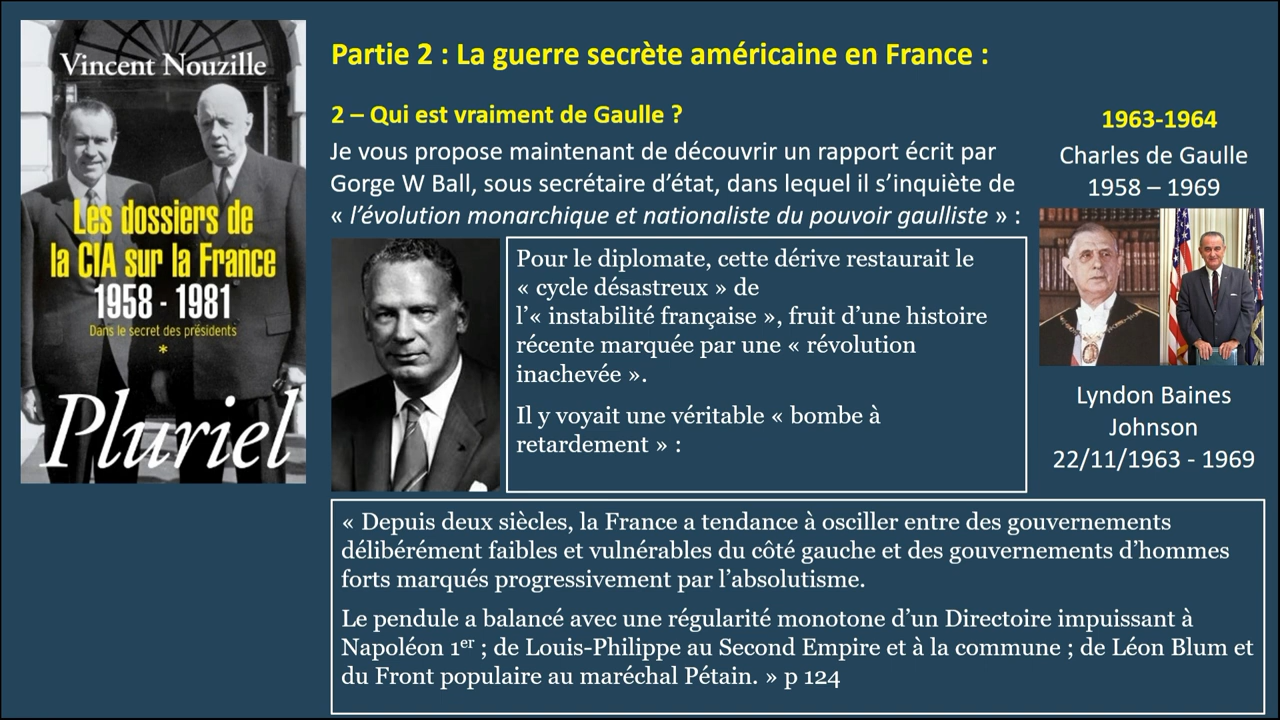 Vincent Nouzille
Les dossiers de
la CIA sur la France
1958 - 1981
Dans le secret des présidents
*
Pluriel
Partie 2 : La guerre secrète américaine en France :
2 – Qui est vraiment de Gaulle ?
Je vous propose maintenant de découvrir un rapport écrit par
Gorge W Ball, sous secrétaire d’état, dans lequel il s’inquiète de
« l’évolution monarchique et nationaliste du pouvoir gaulliste » :
Pour le diplomate, cette dérive restaurait le
« cycle désastreux » de
l’« instabilité française », fruit d’une histoire
récente marquée par une « révolution
inachevée ».
Il y voyait une véritable « bombe à
retardement » :
1963-1964
Charles de Gaulle
1958 – 1969
Lyndon Baines
Johnson
22/11/1963 - 1969
« Depuis deux siècles, la France a tendance à osciller entre des gouvernements
délibérément faibles et vulnérables du côté gauche et des gouvernements d’hommes
forts marqués progressivement par l’absolutisme.
Le pendule a balancé avec une régularité monotone d’un Directoire impuissant à
Napoléon 1er ; de Louis-Philippe au Second Empire et à la commune ; de Léon Blum et
du Front populaire au maréchal Pétain. » p 124